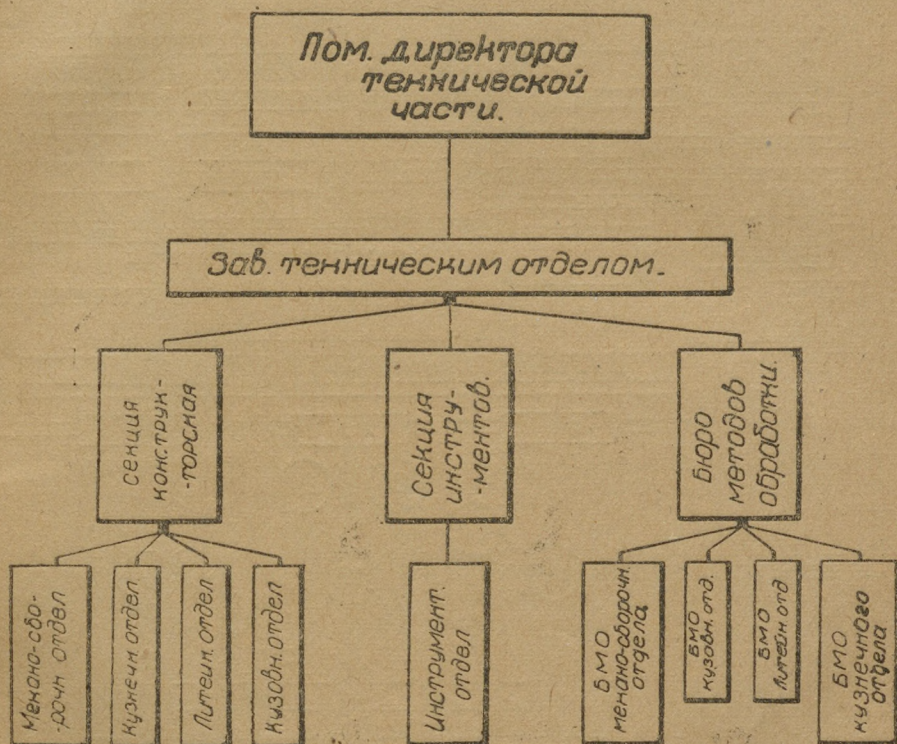 Пом. директора
технической
части.
Зав. техническим отделом.
секция
конструк-
-торская
Секция
инстру-
-ментов.
Бюро
методов
обработки.
Механо-сбо-
-рочн отдел
Кузнечн. отдел
Литейн. отдел
Кузовн. отдел
Инструмент.
отдел
БМО
механо-сборочн.
отдела
БМО
кузовн. отд.
БМО
литейн отд
БМО
кузнечного
отдела